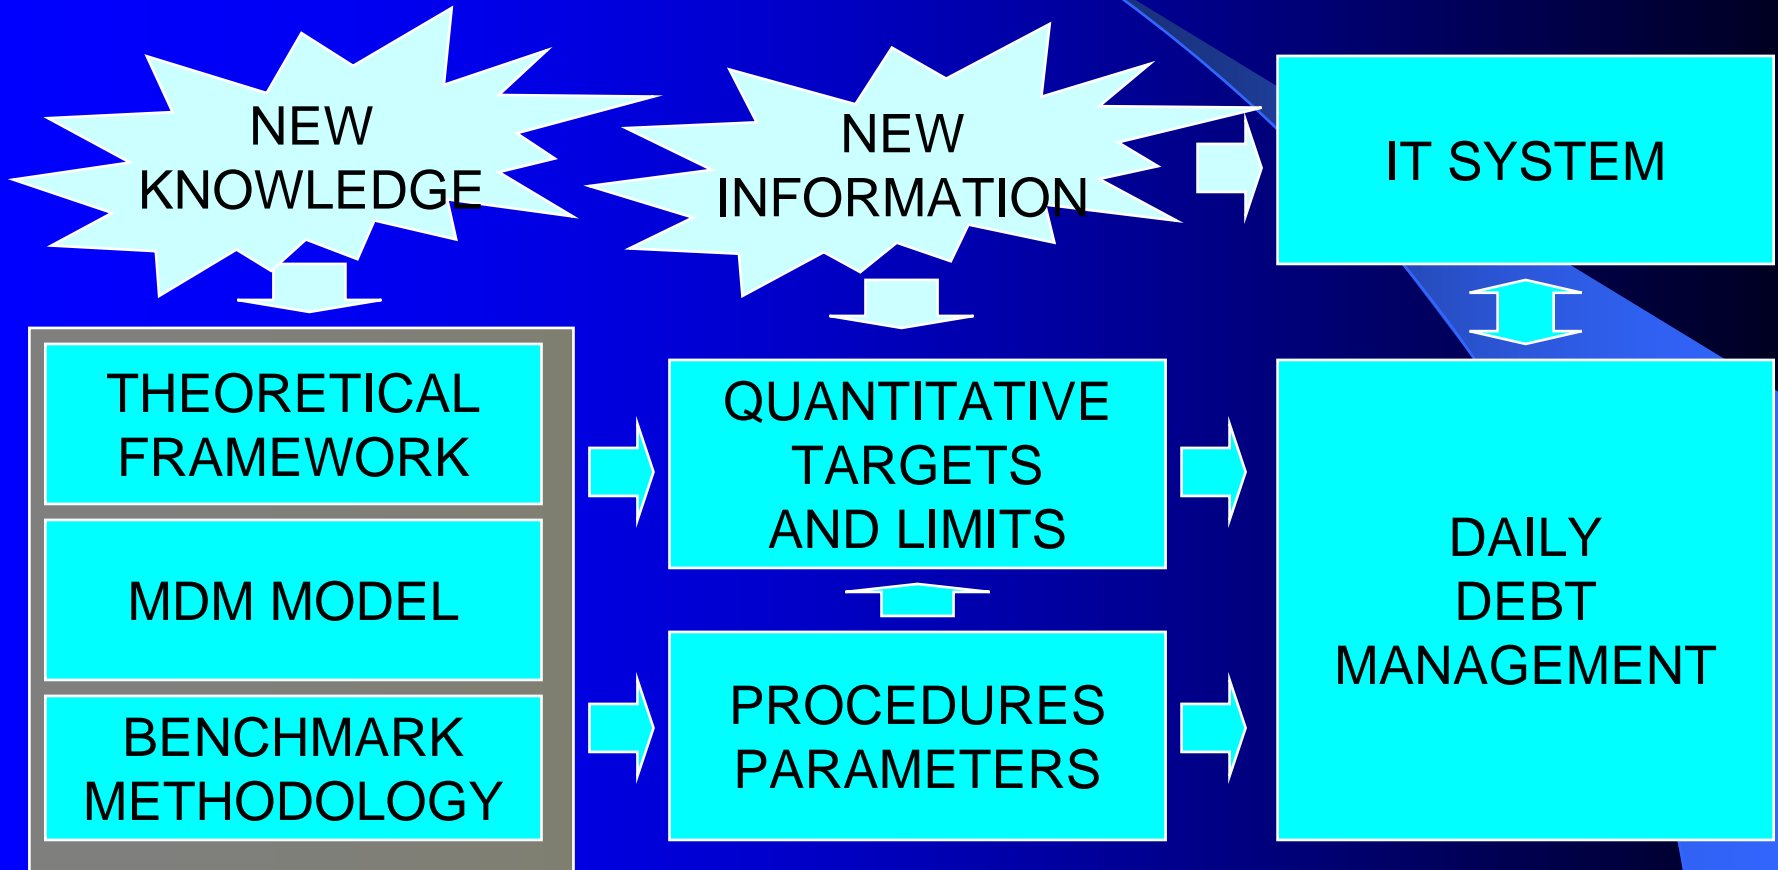 NEW
KNOWLEDGE
NEW
INFORMATION
IT SYSTEM
THEORETICAL
FRAMEWORK
MDM MODEL
BENCHMARK
METHODOLOGY
QUANTITATIVE
TARGETS
AND LIMITS
PROCEDURES
PARAMETERS
DAILY
DEBT
MANAGEMENT